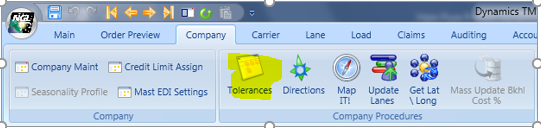 NGL
Dynamics TM
Main Order Preview Company Carrier Lane Load Claims Auditing Accou
Company Maint Credit Limit Assign
Seasonality Profile Mast EDI Settings
Company
Tolerances Directions Map IT! Update Lanes Get Lat \ Long Mass Update Bkhl Cost %
Company Procedures